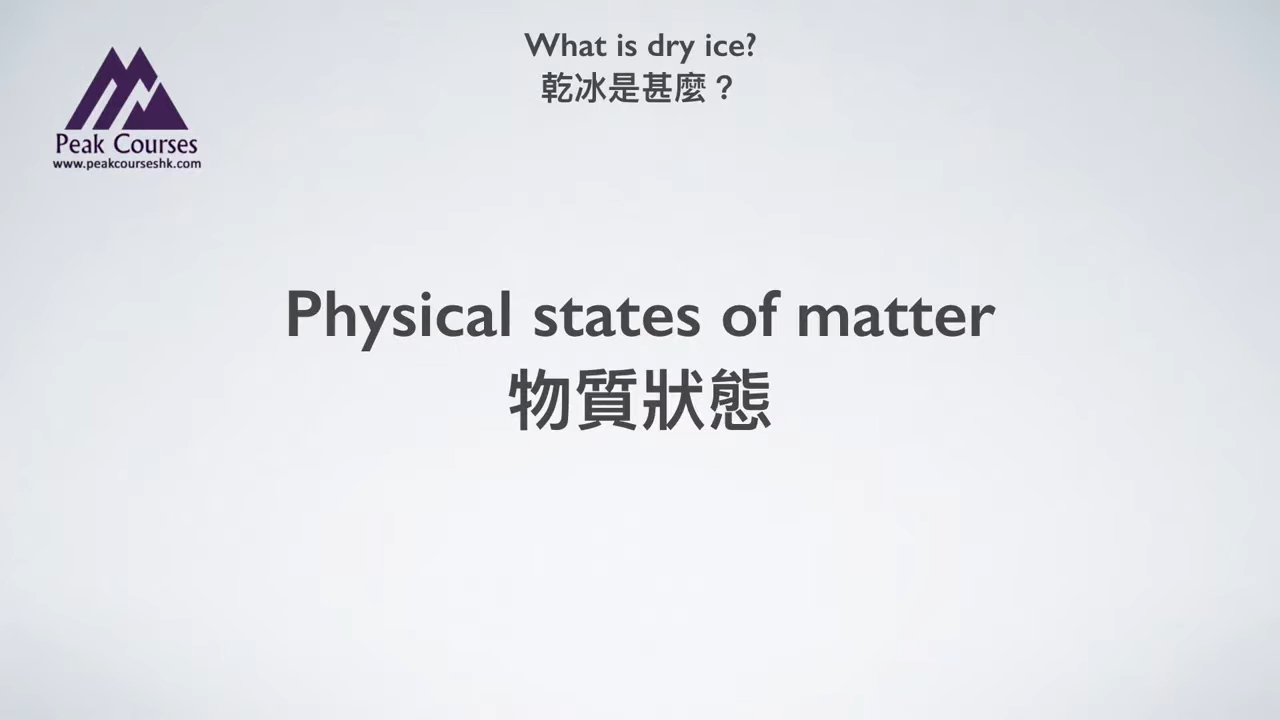 What is dry ice?
乾冰是甚麼？
Peak Courses
www.peakcourseshk.com
Physical states of matter
物質狀態